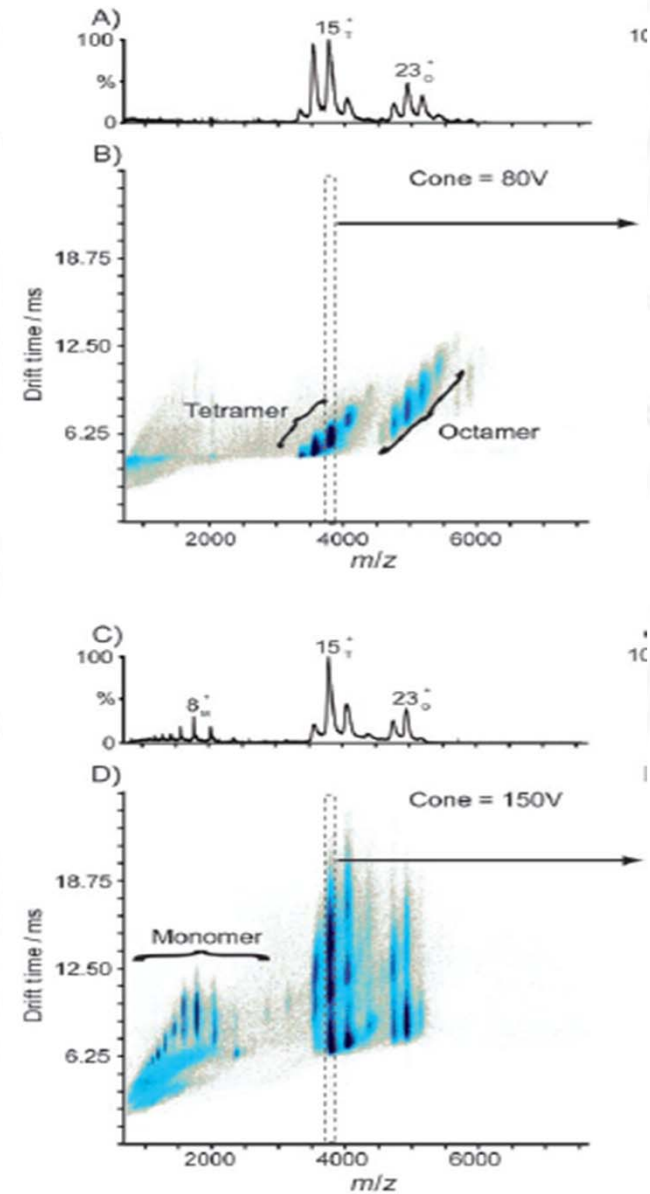 A)
100
15 +
T
10
%
23 +
O
0
B)
Cone = 80V
18.75
Drift time / ms
12.50
Tetramer
6.25
Octamer
2000 4000 6000
m/z
C)
100
15 +
T
10
%
8 +
M
23 +
O
0
D)
Cone = 150V
18.75
Monomer
Drift time / ms
12.50
6.25
2000 4000 6000
m/z